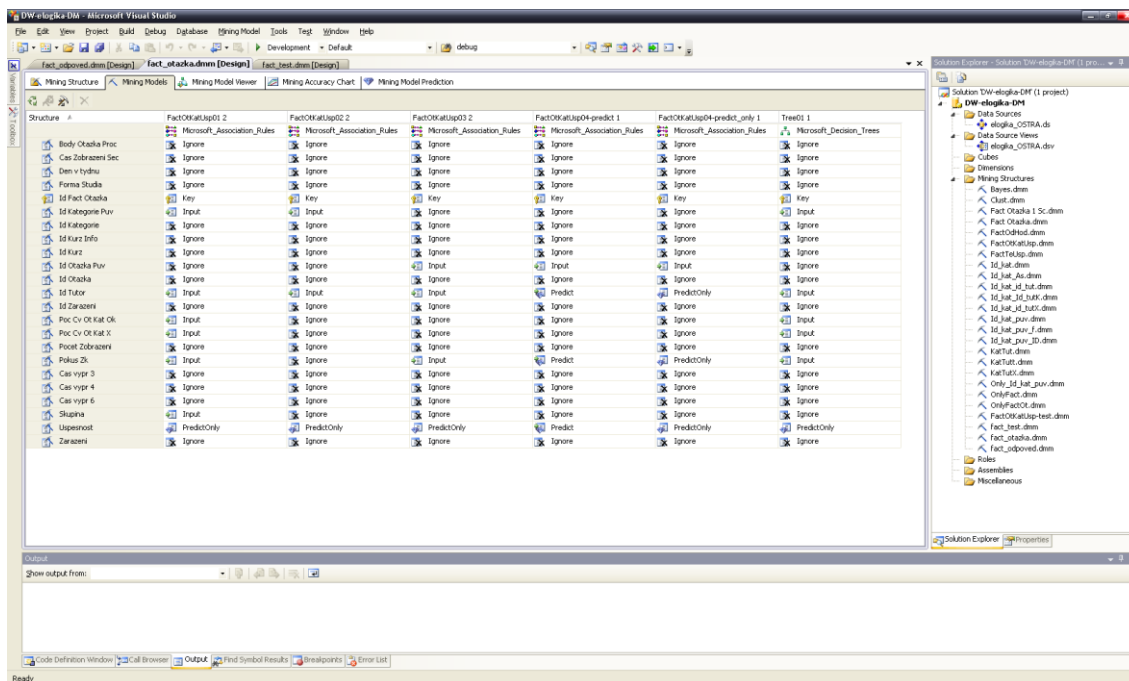 DW-elogika-DM - Microsoft Visual Studio
File Edit View Project Build Debug Database Mining Model Tools Test Window Help
Development Default debug
fact_odpoved.dmm [Design] fact_otazka.dmm [Design] fact_test.dmm [Design]
Mining Structure Mining Models Mining Model Viewer Mining Accuracy Chart Mining Model Prediction
Structure FactOtKatUsp01 2 FactOtKatUsp02 2 FactOtKatUsp03 2 FactOtKatUsp04-predict 1 FactOtKatUsp04-predict_only 1 Tree01 1
Microsoft_Association_Rules Microsoft_Association_Rules Microsoft_Association_Rules Microsoft_Association_Rules Microsoft_Association_Rules Microsoft_Decision_Trees
Body Otazka Proc Ignore Ignore Ignore Ignore Ignore Ignore
Cas Zobrazeni Sec Ignore Ignore Ignore Ignore Ignore Ignore
Den v tydnu Ignore Ignore Ignore Ignore Ignore Ignore
Forma Studia Ignore Ignore Ignore Ignore Ignore Ignore
Id Fact Otazka Key Key Key Key Key Key
Id Kategorie Puv Input Input Ignore Ignore Ignore Input
Id Kategorie Ignore Ignore Ignore Ignore Ignore Ignore
Id Kurz Info Ignore Ignore Ignore Ignore Ignore Ignore
Id Kurz Ignore Ignore Ignore Ignore Ignore Ignore
Id Otazka Puv Ignore Ignore Input Input Input Ignore
Id Otazka Ignore Ignore Ignore Ignore Ignore Ignore
Id Tutor Input Input Input Predict PredictOnly Input
Id Zarazeni Ignore Ignore Ignore Ignore Ignore Ignore
Poc Cv Ot Kat Ok Input Ignore Ignore Ignore Ignore Input
Poc Cv Ot Kat X Input Ignore Ignore Ignore Ignore Input
Pocet Zobrazeni Ignore Ignore Ignore Ignore Ignore Ignore
Pokus Zk Input Ignore Input Predict PredictOnly Input
Cas vypr 3 Ignore Ignore Ignore Ignore Ignore Ignore
Cas vypr 4 Ignore Ignore Ignore Ignore Ignore Ignore
Cas vypr 6 Ignore Ignore Ignore Ignore Ignore Ignore
Skupina Input Ignore Ignore Ignore Ignore Ignore
Uspesnost PredictOnly PredictOnly PredictOnly Predict PredictOnly PredictOnly
Zarazeni Ignore Ignore Ignore Ignore Ignore Ignore
Variables
Toolbox
Solution Explorer - Solution 'DW-elogika-DM' (1 pro...
Solution 'DW-elogika-DM' (1 project)
DW-elogika-DM
Data Sources
elogika_OSTRA.ds
Data Source Views
elogika_OSTRA.dsv
Cubes
Dimensions
Mining Structures
Bayes.dmm
Clust.dmm
Fact Otazka 1 Sc.dmm
Fact Otazka.dmm
FactOdHod.dmm
FactOtKatUsp.dmm
FactTeUsp.dmm
Id_kat.dmm
Id_kat_As.dmm
Id_kat_id_tut.dmm
Id_kat_Id_tutK.dmm
Id_kat_id_tutX.dmm
Id_kat_puv.dmm
Id_kat_puv_f.dmm
Id_kat_puv_ID.dmm
KatTut.dmm
KatTutt.dmm
KatTutX.dmm
Only_Id_kat_puv.dmm
OnlyFact.dmm
OnlyFactOt.dmm
FactOtKatUsp-test.dmm
fact_test.dmm
fact_otazka.dmm
fact_odpoved.dmm
Roles
Assemblies
Miscellaneous
Solution Explorer Properties
Output
Show output from:
Code Definition Window Call Browser Output Find Symbol Results Breakpoints Error List
Ready